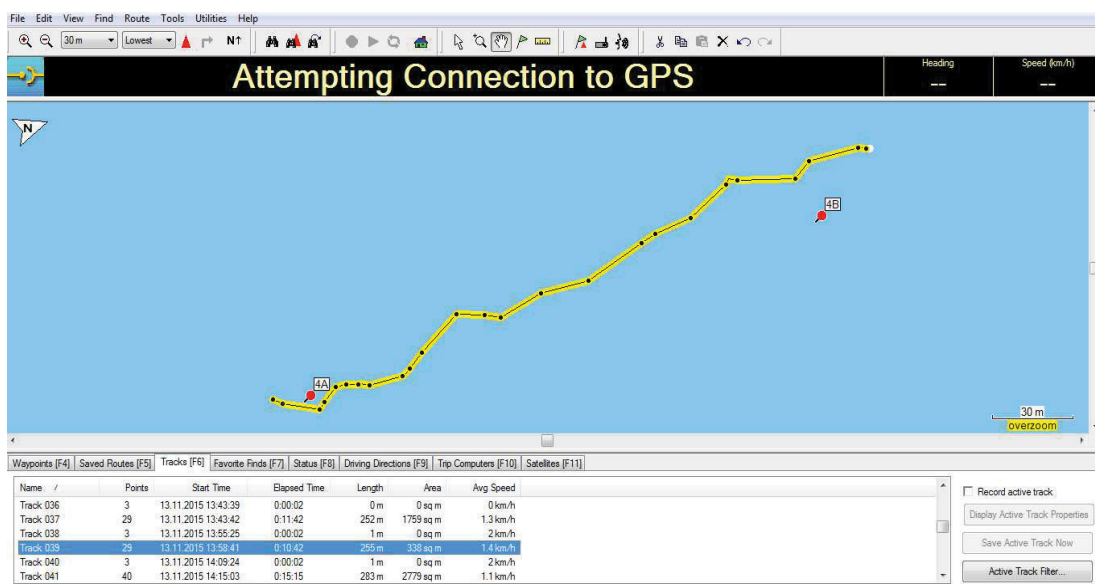 File Edit View Find Route Tools Utilities Help
30 m Lowest N↑
Attempting Connection to GPS
Heading
--
Speed (km/h)
--
N
4B
4A
30 m
overzoom
Waypoints [F4] Saved Routes [F5] Tracks [F6] Favorite Finds [F7] Status [F8] Driving Directions [F9] Trip Computers [F10] Satellites [F11]
Name / Points Start Time Elapsed Time Length Area Avg Speed
Track 036 3 13.11.2015 13:43:39 0:00:02 0 m 0 sq m 0 km/h
Track 037 29 13.11.2015 13:43:42 0:11:42 252 m 1759 sq m 1.3 km/h
Track 038 3 13.11.2015 13:55:25 0:00:02 1 m 0 sq m 2 km/h
Track 039 29 13.11.2015 13:58:41 0:10:42 255 m 338 sq m 1.4 km/h
Track 040 3 13.11.2015 14:09:24 0:00:02 1 m 0 sq m 2 km/h
Track 041 40 13.11.2015 14:15:03 0:15:15 283 m 2779 sq m 1.1 km/h
Record active track
Display Active Track Properties
Save Active Track Now
Active Track Filter...